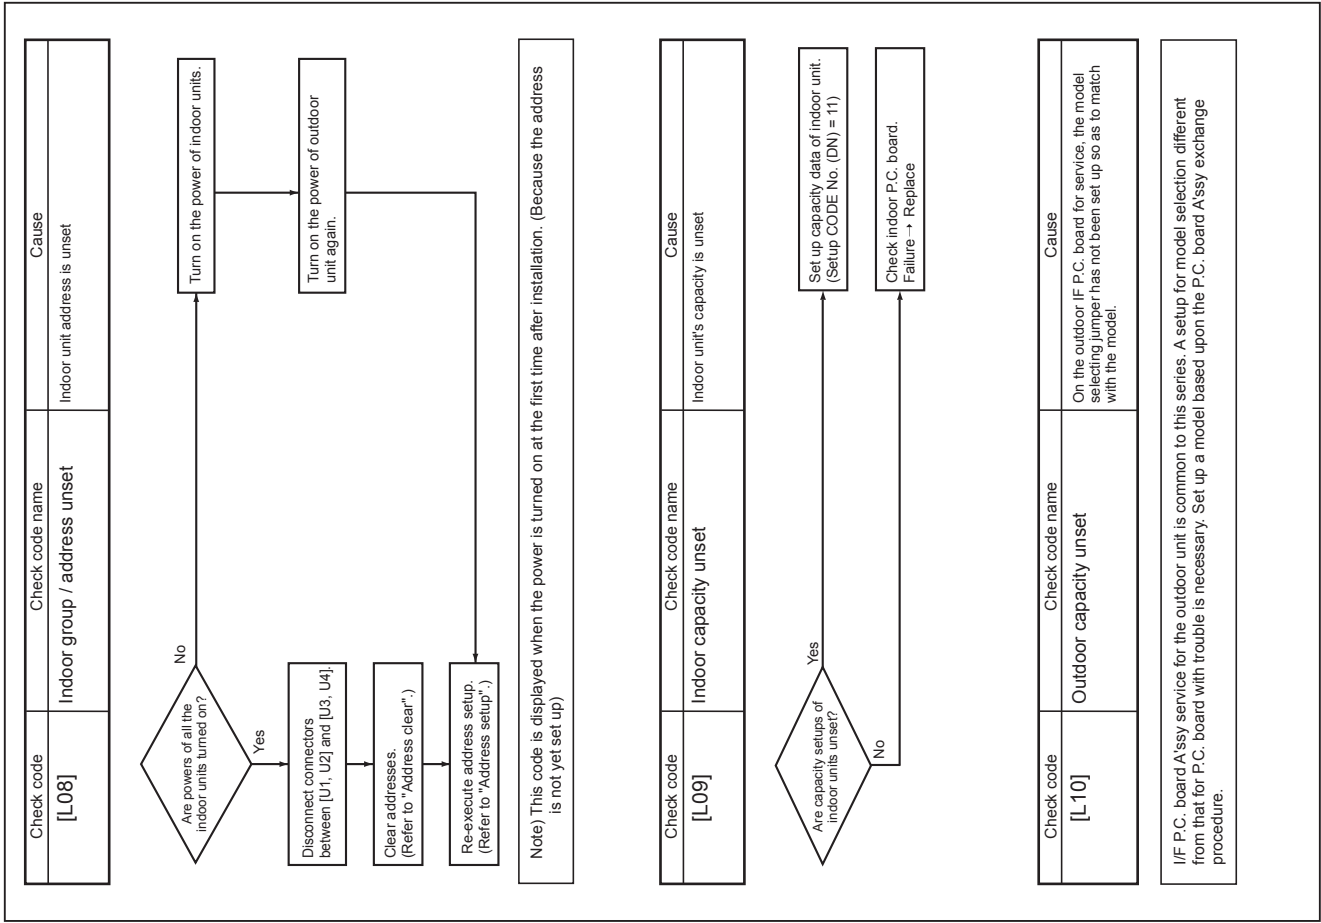 Check code
Check code name
Cause
[L08]
Indoor group / address unset
Indoor unit address is unset
Are powers of all the
indoor units turned on?
No
Yes
Turn on the power of indoor units.
Turn on the power of outdoor
unit again.
Disconnect connectors
between [U1, U2] and [U3, U4].
Clear addresses.
(Refer to "Address clear".)
Re-execute address setup.
(Refer to "Address setup".)
Note) This code is displayed when the power is turned on at the first time after installation. (Because the address
is not yet set up)
Check code
Check code name
Cause
[L09]
Indoor capacity unset
Indoor unit's capacity is unset
Are capacity setups of
indoor units unset?
Yes
No
Set up capacity data of indoor unit.
(Setup CODE No. (DN) = 11)
Check indoor P.C. board.
Failure → Replace
Check code
Check code name
Cause
[L10]
Outdoor capacity unset
On the outdoor IF P.C. board for service, the model
selecting jumper has not been set up so as to match
with the model.
I/F P.C. board A'ssy service for the outdoor unit is common to this series. A setup for model selection different
from that for P.C. board with trouble is necessary. Set up a model based upon the P.C. board A'ssy exchange
procedure.